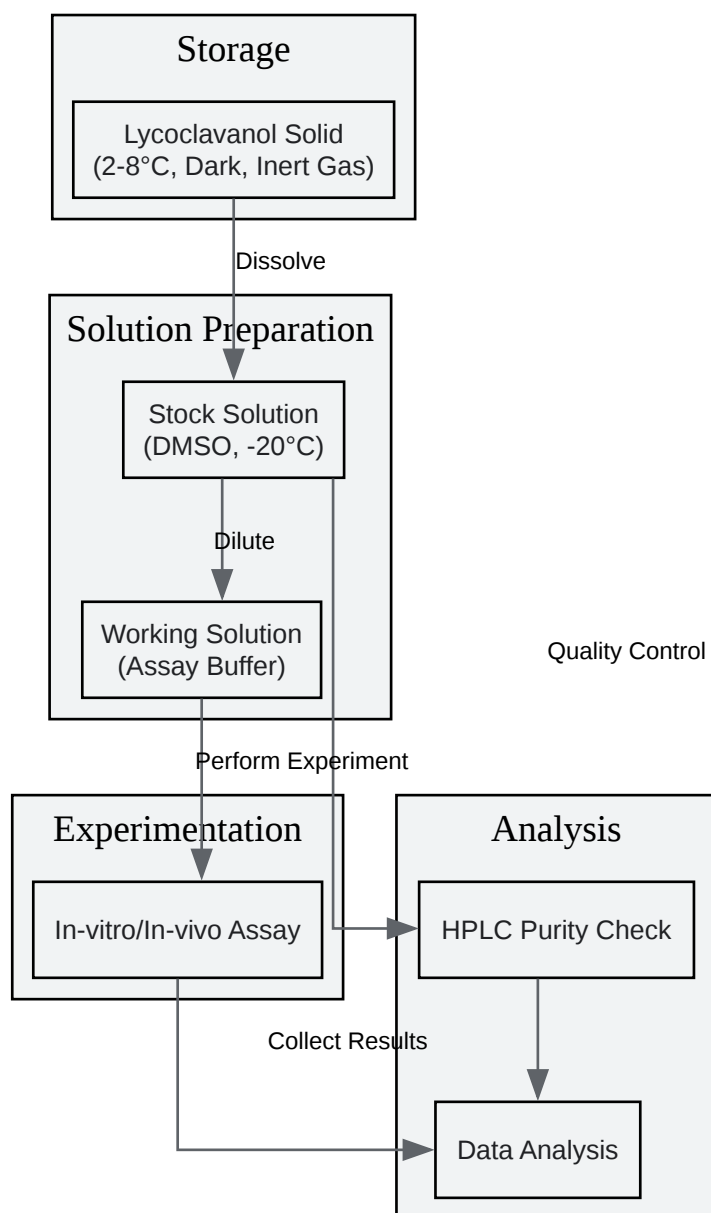 Storage
Lycoclavanol Solid
(2-8°C, Dark, Inert Gas)
Dissolve
Solution Preparation
Stock Solution
(DMSO, -20°C)
Dilute
Working Solution
(Assay Buffer)
Quality Control
Perform Experiment
Experimentation
Analysis
In-vitro/In-vivo Assay
HPLC Purity Check
Collect Results
Data Analysis